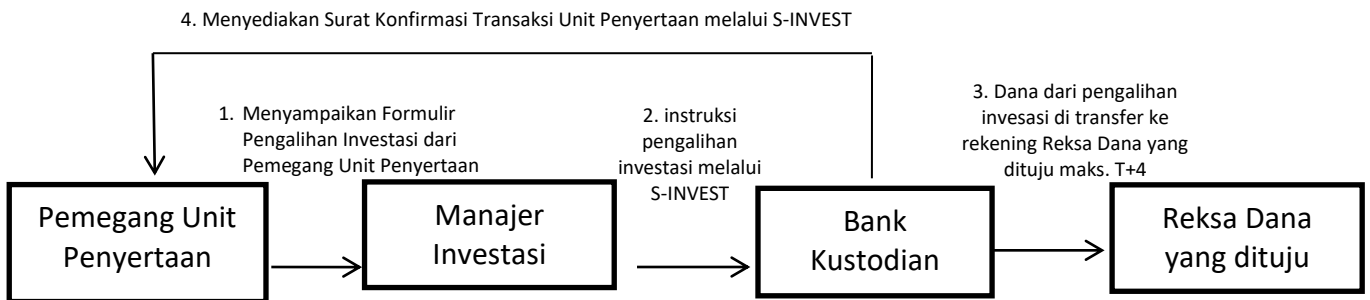 4. Menyediakan Surat Konfirmasi Transaksi Unit Penyertaan melalui S-INVEST
1. Menyampaikan Formulir
Pengalihan Investasi dari
Pemegang Unit Penyertaan
2. instruksi
pengalihan
investasi melalui
S-INVEST
3. Dana dari pengalihan
invesasi di transfer ke
rekening Reksa Dana yang
dituju maks. T+4
Pemegang Unit
Penyertaan
Manajer
Investasi
Bank
Kustodian
Reksa Dana
yang dituju